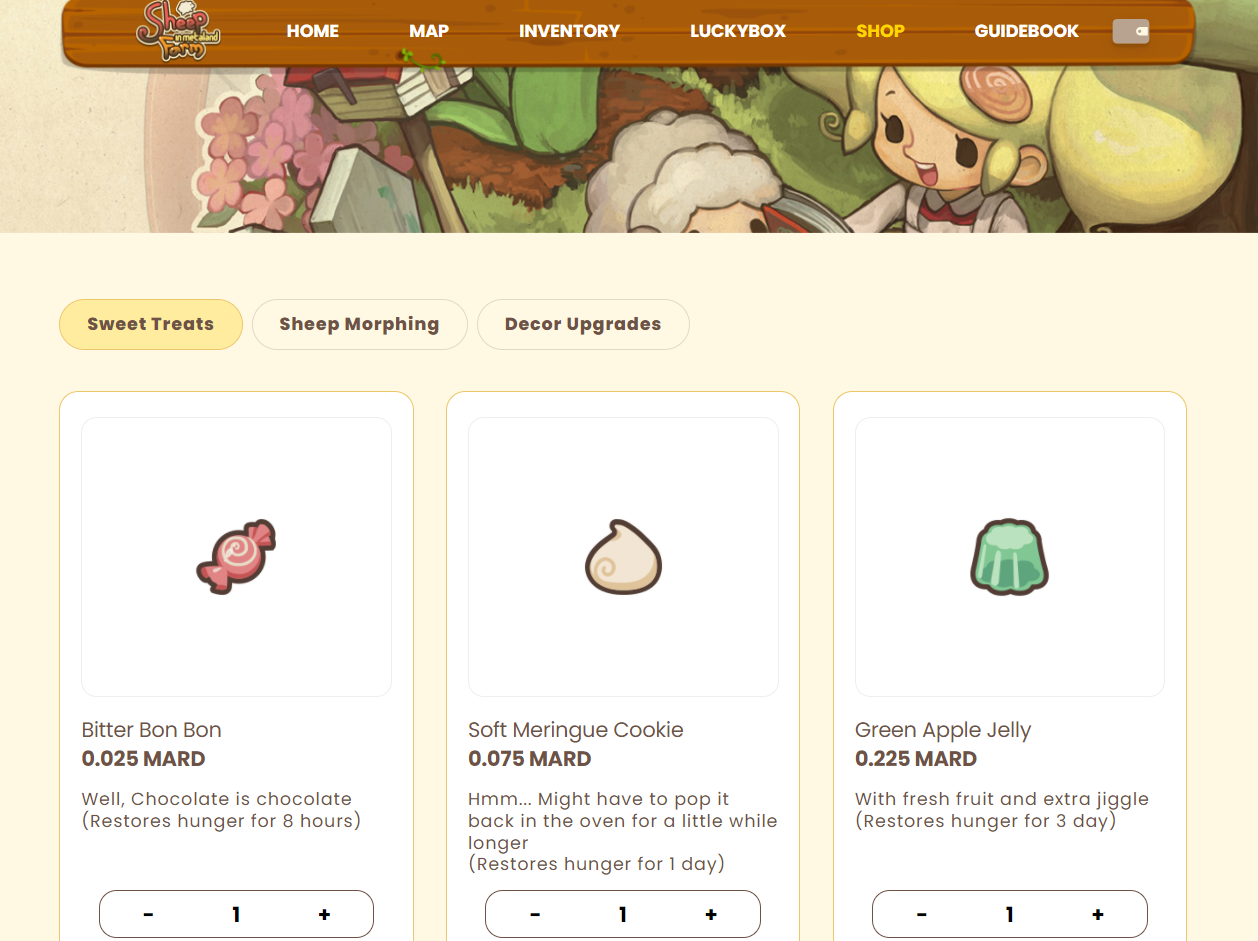 Sheep
in metaland
Farm
HOME
MAP
INVENTORY
LUCKYBOX
SHOP
GUIDEBOOK
Sweet Treats
Sheep Morphing
Decor Upgrades
Bitter Bon Bon
0.025 MARD
Well, Chocolate is chocolate
(Restores hunger for 8 hours)
- 1 +
Soft Meringue Cookie
0.075 MARD
Hmm... Might have to pop it
back in the oven for a little while
longer
(Restores hunger for 1 day)
- 1 +
Green Apple Jelly
0.225 MARD
With fresh fruit and extra jiggle
(Restores hunger for 3 day)
- 1 +